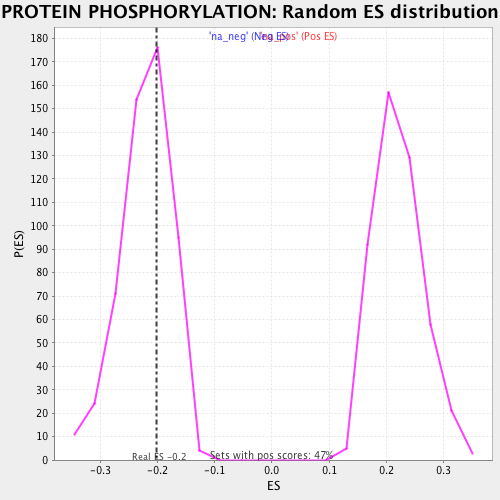 PROTEIN PHOSPHORYLATION: Random ES distribution
'na_neg' (Neg ES) 'na_pos' (Pos ES)
180
170
160
150
140
130
120
110
100
90
80
70
60
50
40
30
20
10
0
P(ES)
Real ES -0.2
Sets with pos scores: 47%
-0.3 -0.2 -0.1 0.0 0.1 0.2 0.3
ES